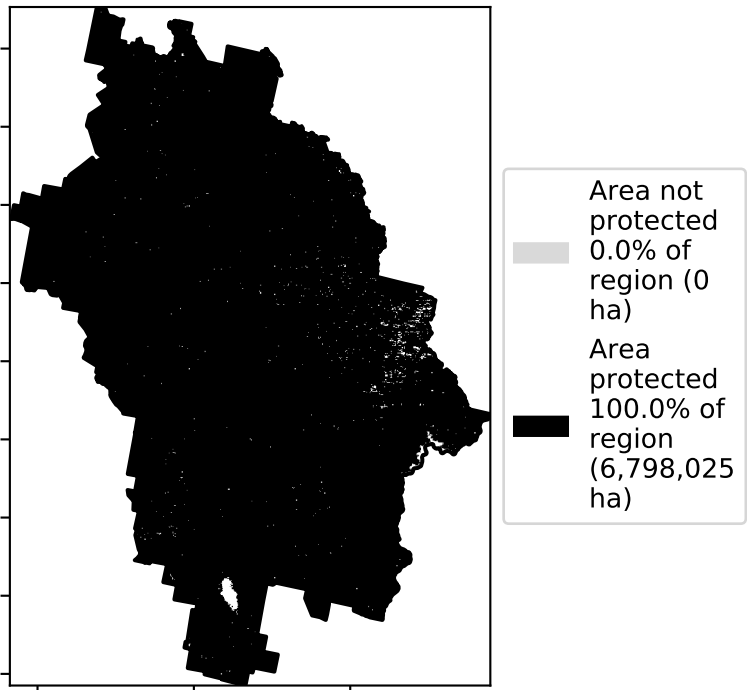 Area not
protected
0.0% of
region (0
ha)
Area
protected
100.0% of
region
(6,798,025
ha)